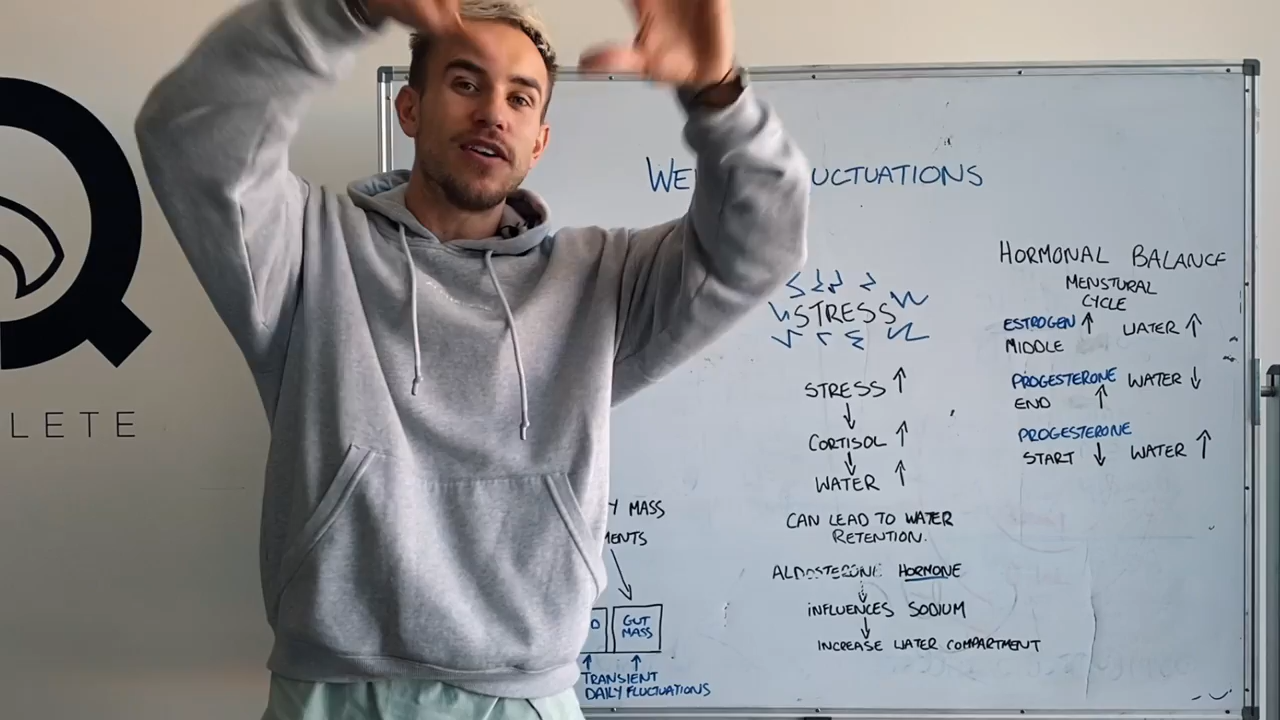 LETE
UCTUATIONS
STRESS
STRESS ↑
↓
CORTISOL ↑
↓
WATER ↑
CAN LEAD TO WATER
RETENTION.
ALDOSTERONE HORMONE
↓
INFLUENCES SODIUM
↓
INCREASE WATER COMPARTMENT
HORMONAL BALANCE
MENSTURAL
CYCLE
ESTROGEN ↑ WATER ↑
MIDDLE
PROGESTERONE WATER ↓
END ↑
PROGESTERONE
START ↓ WATER ↑
Y MASS
MENTS
GUT
MASS
↑ ↑
TRANSIENT
DAILY FLUCTUATIONS